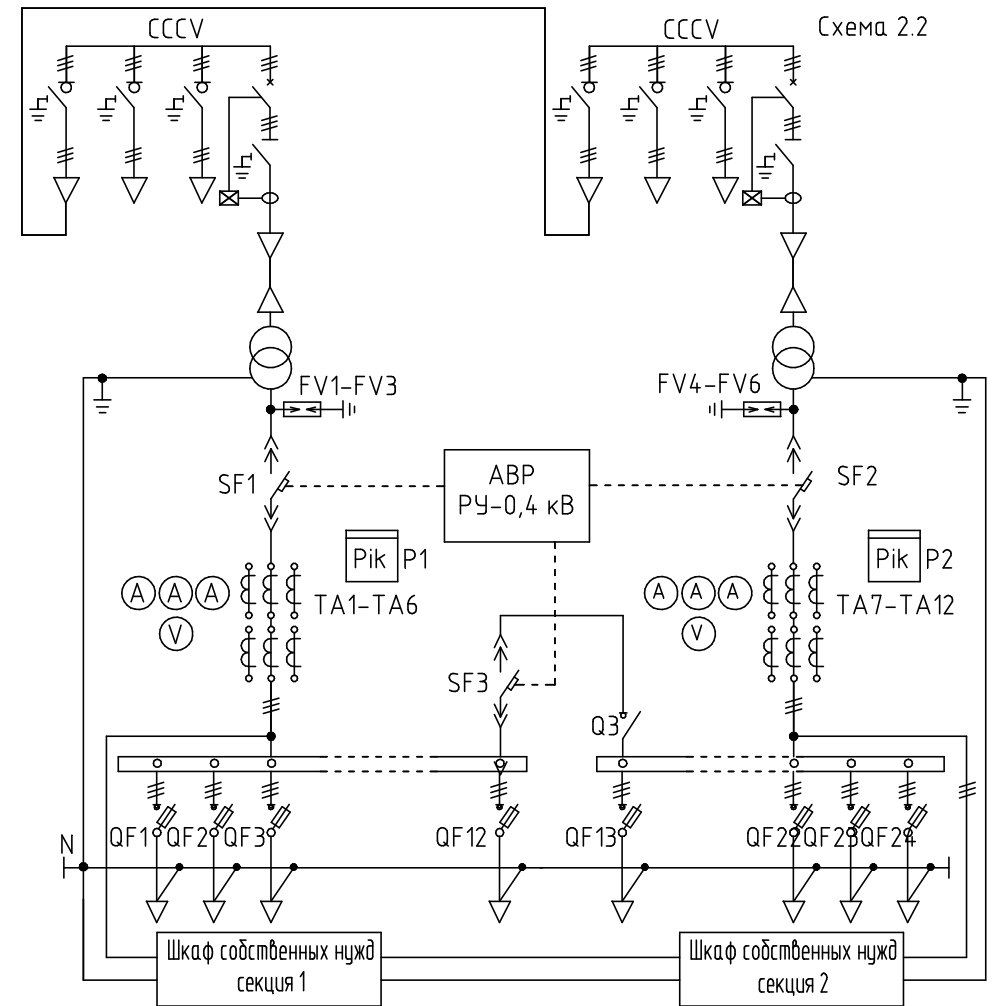 СССV
СССV
Схема 2.2
FV1-FV3
FV4-FV6
SF1
АВР
РУ-0,4 кВ
SF2
Pik
P1
Pik
P2
A
A
A
V
TA1-TA6
A
A
A
V
TA7-TA12
SF3
Q3
N
QF1
QF2
QF3
QF12
QF13
QF22
QF23
QF24
Шкаф собственных нужд
секция 1
Шкаф собственных нужд
секция 2